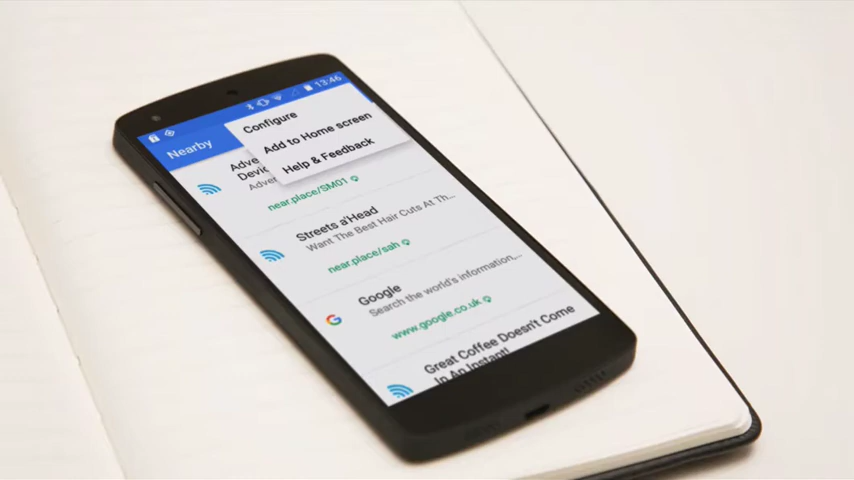 13:46
Nearby
Configure
Add to Home screen
Help & Feedback
near.place/SM01
Streets a'Head
Want The Best Hair Cuts At Th...
near.place/sah
Google
Search the world's information,...
www.google.co.uk
Great Coffee Doesn't Come
In An Instant!